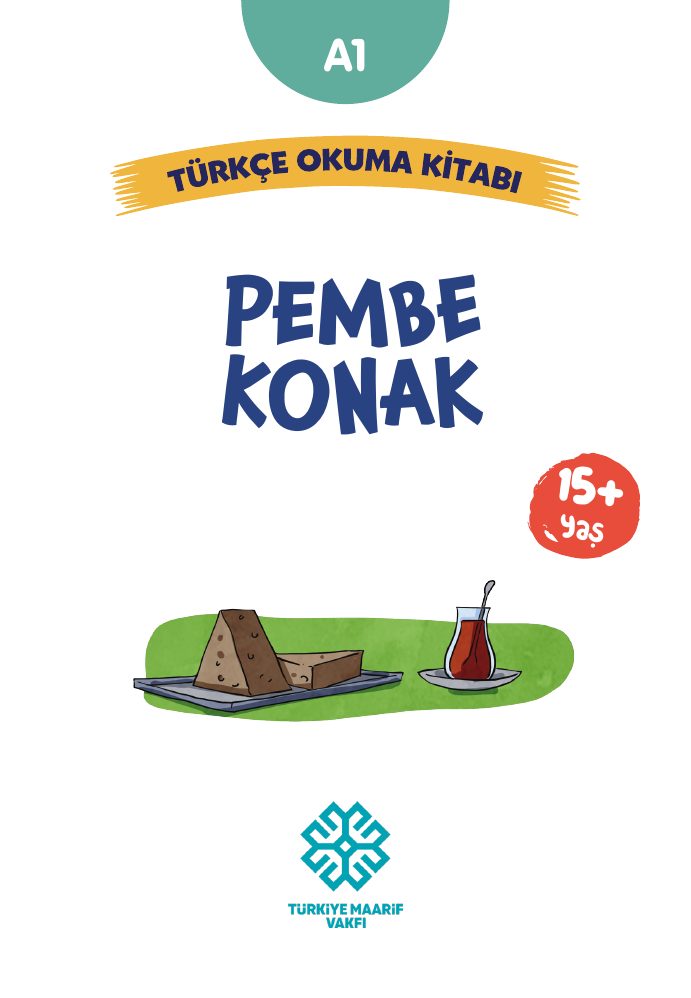 A1
TÜRKÇE OKUMA KİTABI
PEMBE
KONAK
15+
yaş
TÜRKİYE MAARİF
VAKFI